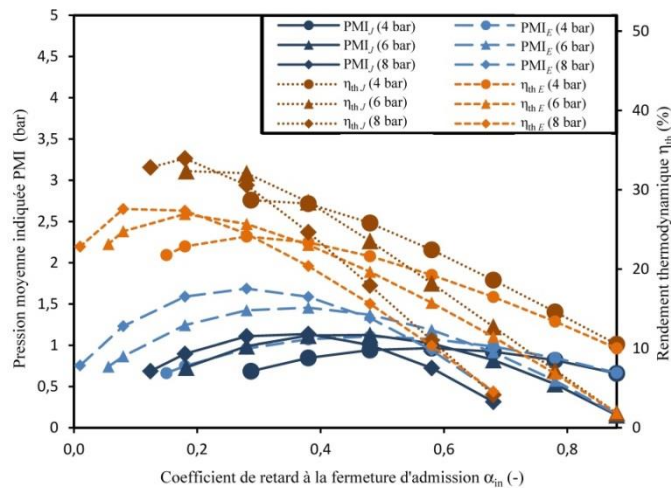 5
4,5
4
3,5
3
2,5
2
1,5
1
0,5
0
Pression moyenne indiquée PMI (bar)
PMI_J (4 bar)
PMI_J (6 bar)
PMI_J (8 bar)
η_th J (4 bar)
η_th J (6 bar)
η_th J (8 bar)
PMI_E (4 bar)
PMI_E (6 bar)
PMI_E (8 bar)
η_th E (4 bar)
η_th E (6 bar)
η_th E (8 bar)
50
40
30
20
10
0
Rendement thermodynamique η_th (%)
0,0
0,2
0,4
0,6
0,8
Coefficient de retard à la fermeture d'admission α_in (-)